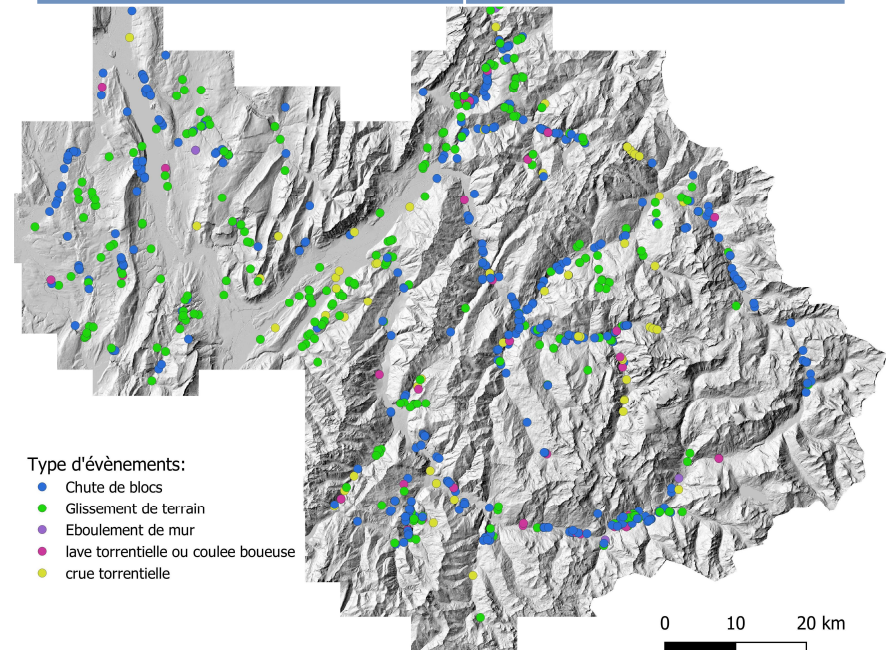 Type d'évènements:
Chute de blocs
Glissement de terrain
Eboulement de mur
lave torrentielle ou coulee boueuse
crue torrentielle
0 10 20 km